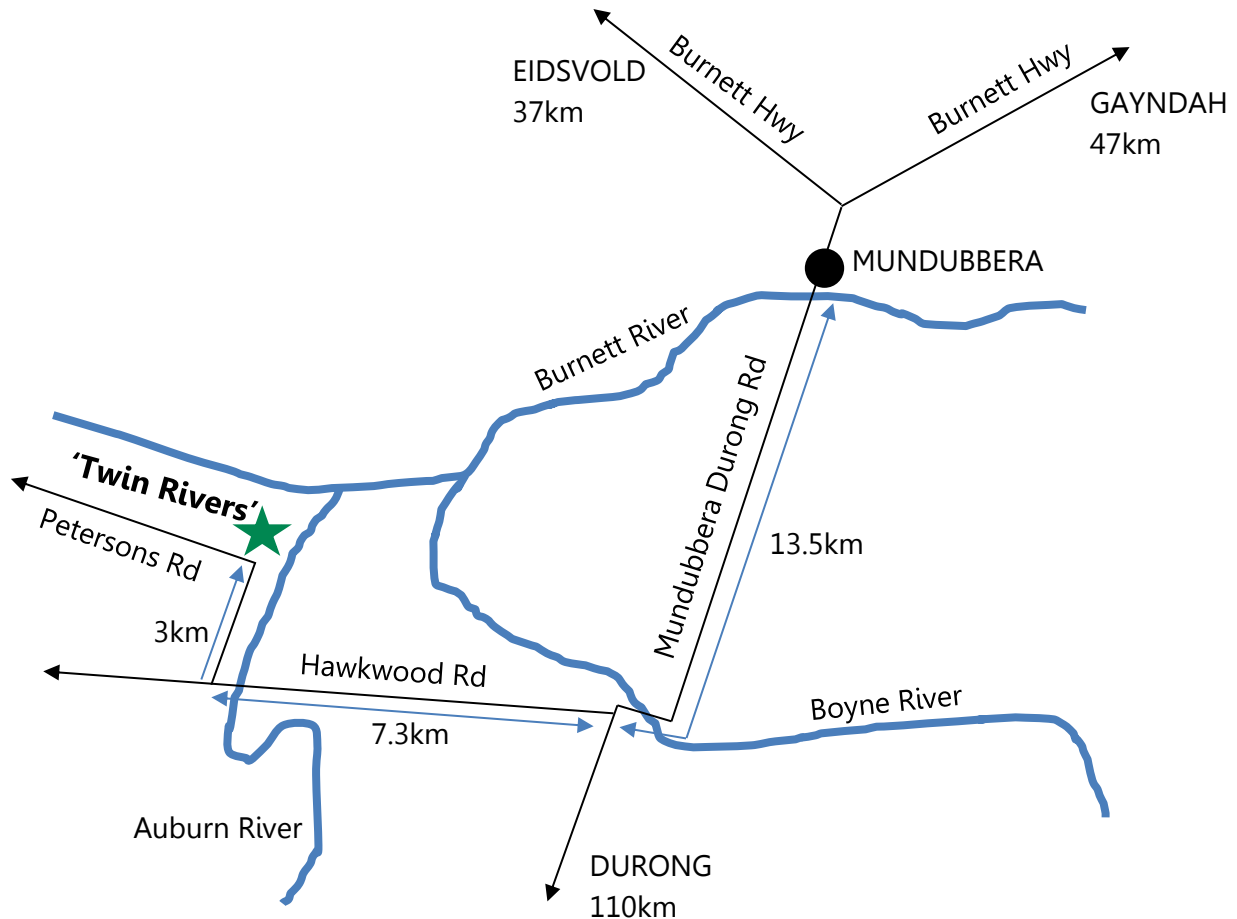 EIDSVOLD
37km
Burnett Hwy
Burnett Hwy
GAYNDAH
47km
MUNDUBBERA
Burnett River
Mundubbera Durong Rd
13.5km
'Twin Rivers'
Petersons Rd
3km
Hawkwood Rd
7.3km
Boyne River
Auburn River
DURONG
110km